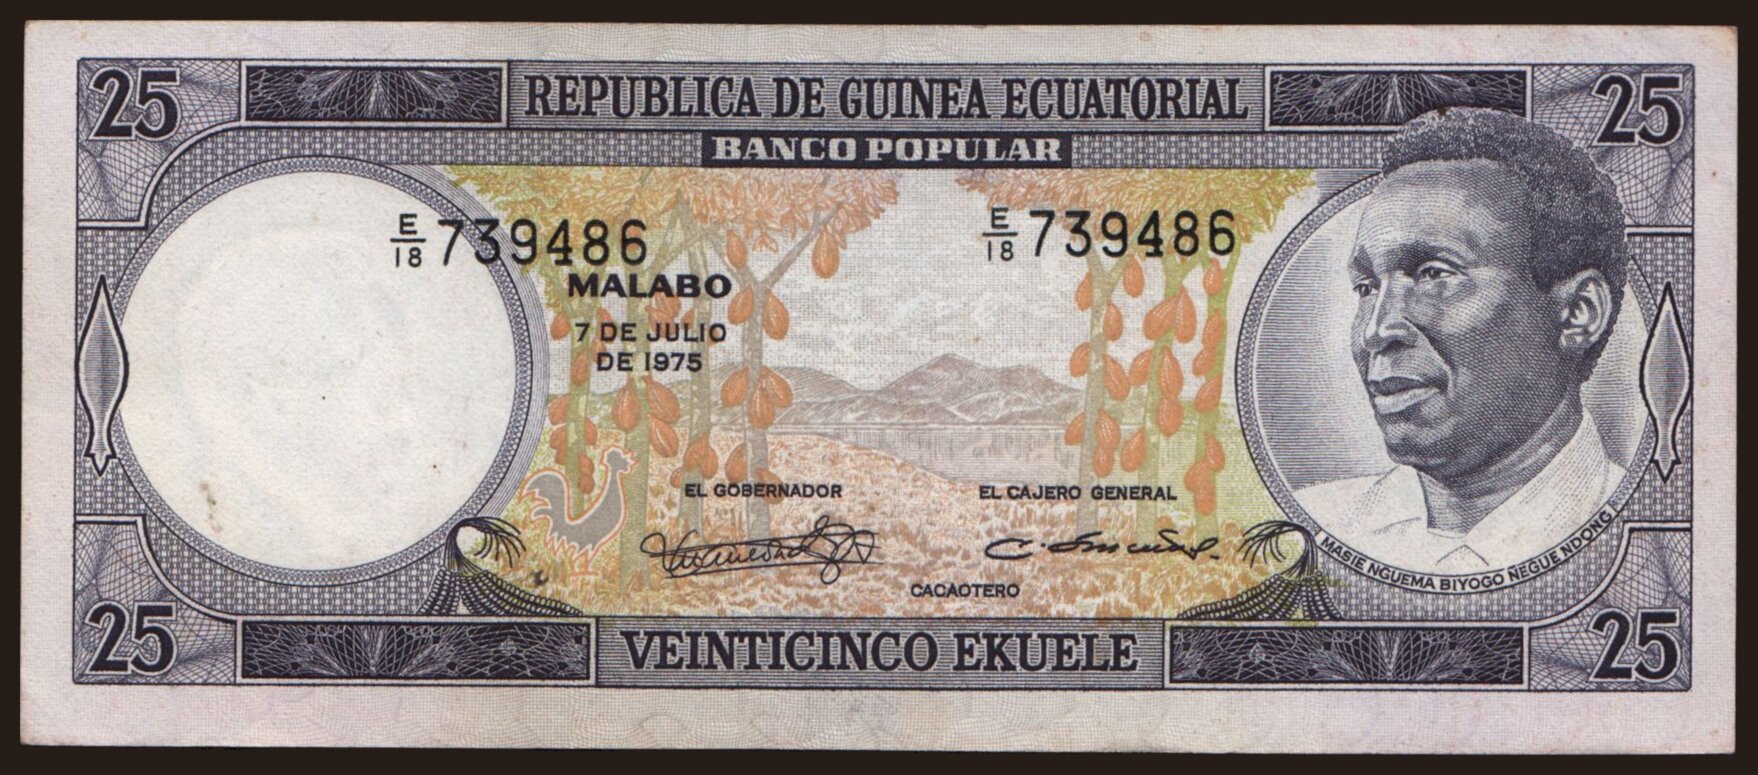 25
REPUBLICA DE GUINEA ECUATORIAL
25
BANCO POPULAR
E/18 739486
E/18 739486
MALABO
7 DE JULIO
DE 1975
EL GOBERNADOR
EL CAJERO GENERAL
CACAOTERO
MASIE NGUEMA BIYOGO ÑEGUE NDONG
25
VEINTICINCO EKUELE
25